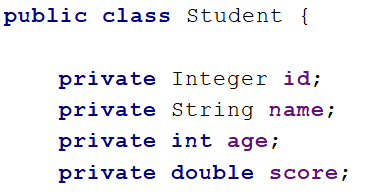 public class Student {
private Integer id;
private String name;
private int age;
private double score;